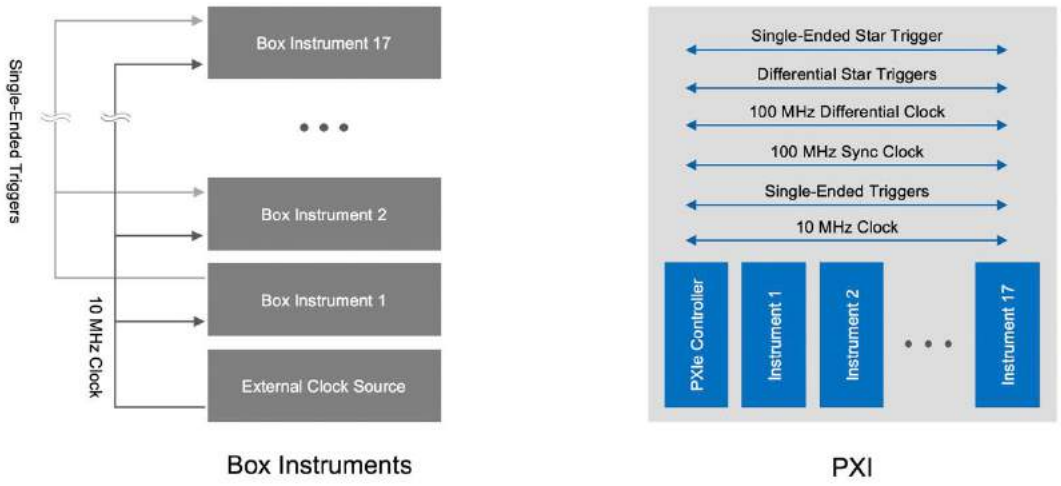 Single-Ended Triggers
10 MHz Clock
Box Instrument 17
Box Instrument 2
Box Instrument 1
External Clock Source
Box Instruments
Single-Ended Star Trigger
Differential Star Triggers
100 MHz Differential Clock
100 MHz Sync Clock
Single-Ended Triggers
10 MHz Clock
PXIe Controller
Instrument 1
Instrument 2
Instrument 17
PXI